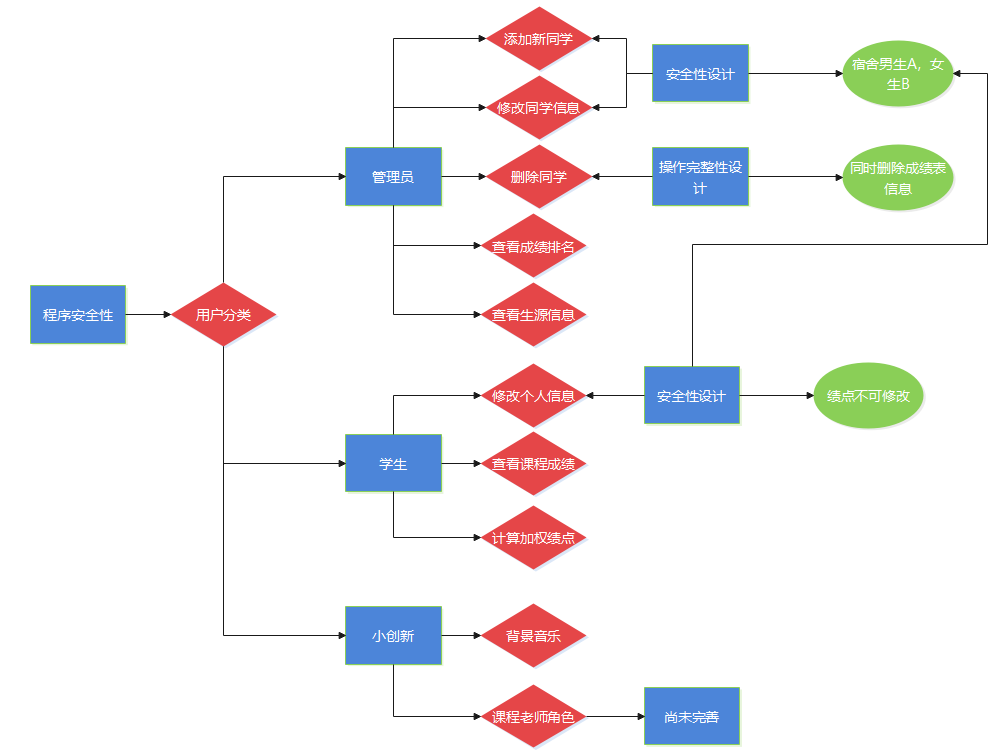 添加新同学
安全性设计
宿舍男生A，女
生B
修改同学信息
管理员
删除同学
操作完整性设
计
同时删除成绩表
信息
查看成绩排名
程序安全性
用户分类
查看生源信息
修改个人信息
安全性设计
绩点不可修改
学生
查看课程成绩
计算加权绩点
小创新
背景音乐
课程老师角色
尚未完善